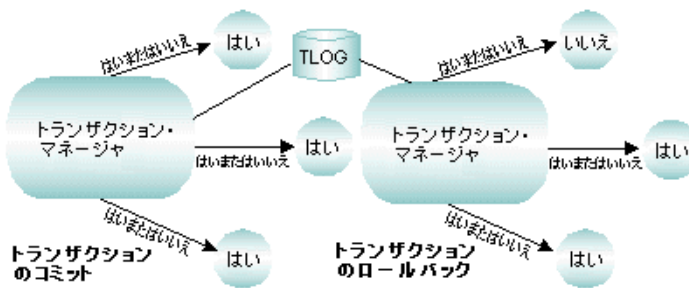 はいまたはいいえ
はい
TLOG
はいまたはいいえ
いいえ
トランザクション・
マネージャ
はいまたはいいえ
はい
トランザクション・
マネージャ
はいまたはいいえ
はい
はいまたはいいえ
はい
トランザクション
のコミット
はいまたはいいえ
はい
トランザクション
のロールバック